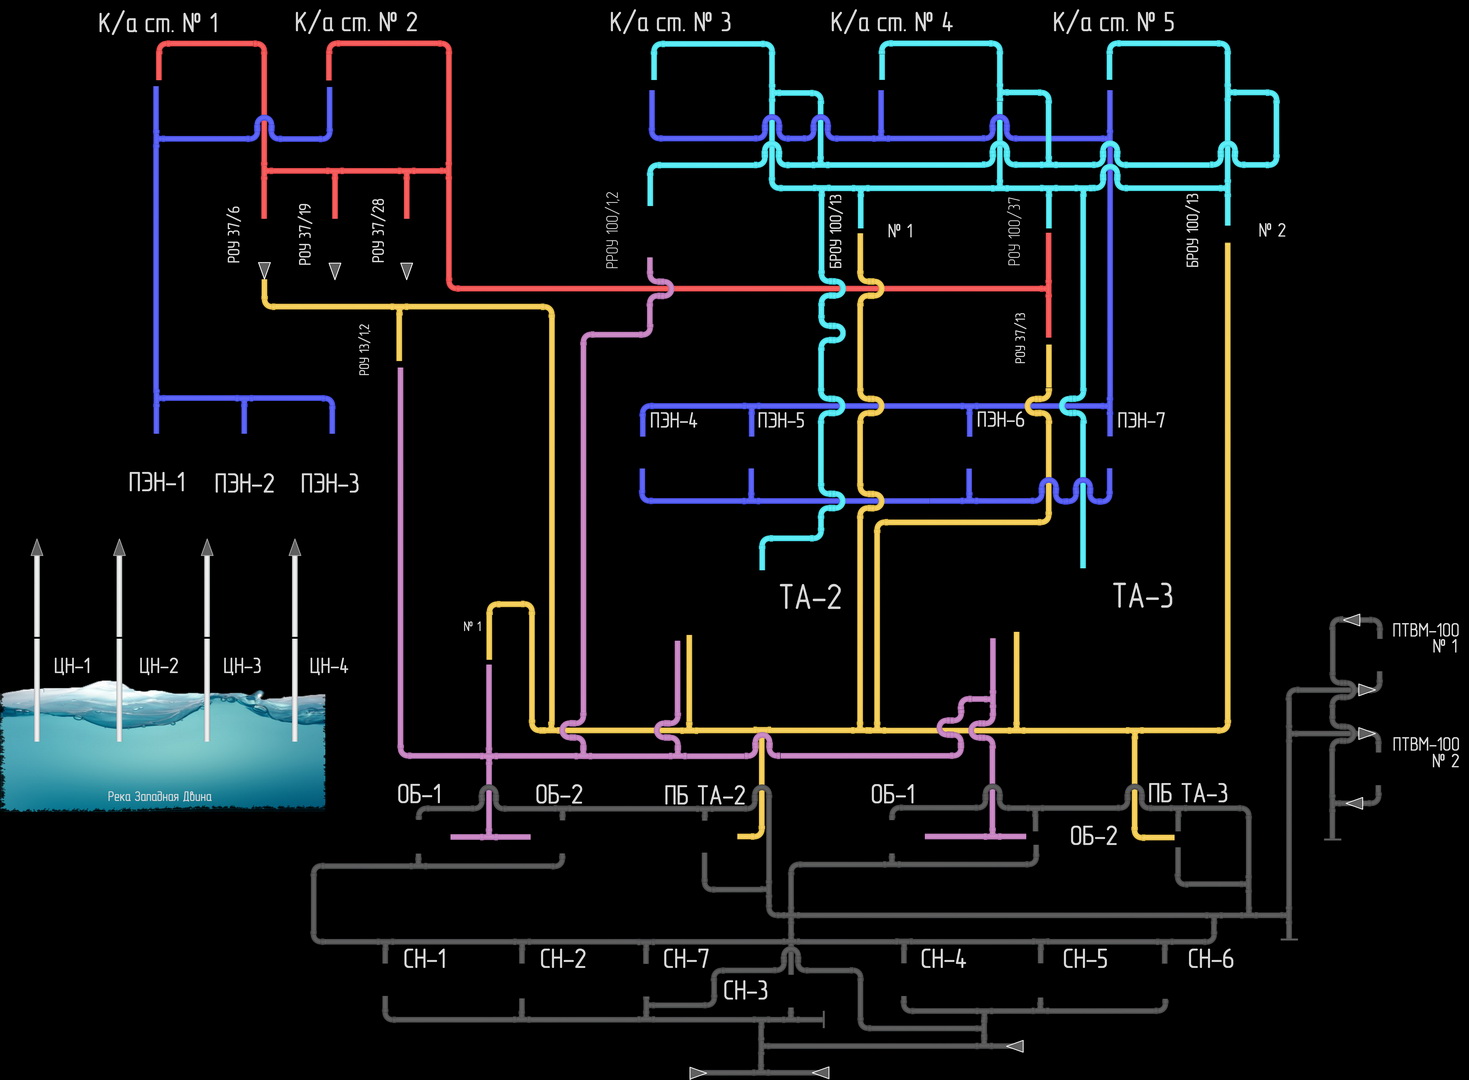 К/а ст. № 1
К/а ст. № 2
К/а ст. № 3
К/а ст. № 4
К/а ст. № 5
РОУ 37/6
РОУ 37/19
РОУ 37/28
РРОУ 100/1,2
БРОУ 100/13
№ 1
РОУ 100/37
БРОУ 100/13
№ 2
РОУ 13/1,2
РОУ 37/13
ПЭН-4
ПЭН-5
ПЭН-6
ПЭН-7
ПЭН-1
ПЭН-2
ПЭН-3
ТА-2
ТА-3
№ 1
ПТВМ-100
№ 1
ЦН-1
ЦН-2
ЦН-3
ЦН-4
ПТВМ-100
№ 2
Река Западная Двина
ОБ-1
ОБ-2
ПБ ТА-2
ОБ-1
ПБ ТА-3
ОБ-2
СН-1
СН-2
СН-7
СН-4
СН-5
СН-6
СН-3